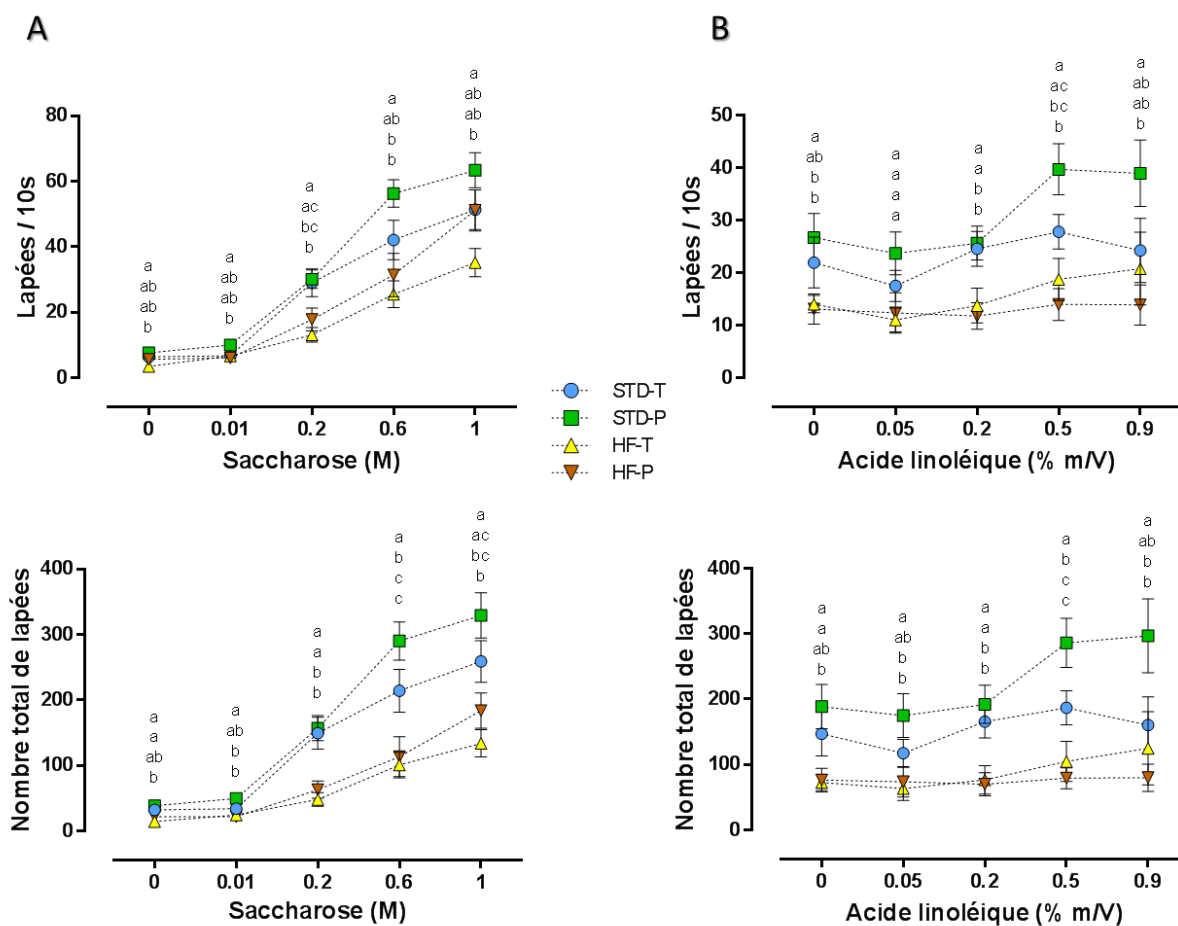 A
B
a
ab
ab
b
a
ab
ab
b
a
ac
bc
b
a
ab
b
b
a
ab
ab
b
80
60
40
20
0
Lapées / 10s
0 0.01 0.2 0.6 1
Saccharose (M)
a
ab
b
b
a
a
a
a
a
a
b
b
a
ac
bc
b
a
ab
ab
b
50
40
30
20
10
0
Lapées / 10s
0 0.05 0.2 0.5 0.9
Acide linoléique (% m/V)
STD-T
STD-P
HF-T
HF-P
a
a
ab
b
a
ab
b
b
a
a
b
b
a
b
c
c
a
ac
bc
b
400
300
200
100
0
Nombre total de lapées
0 0.01 0.2 0.6 1
Saccharose (M)
a
a
ab
b
a
ab
b
b
a
a
b
b
a
b
c
c
a
ab
b
b
400
300
200
100
0
Nombre total de lapées
0 0.05 0.2 0.5 0.9
Acide linoléique (% m/V)